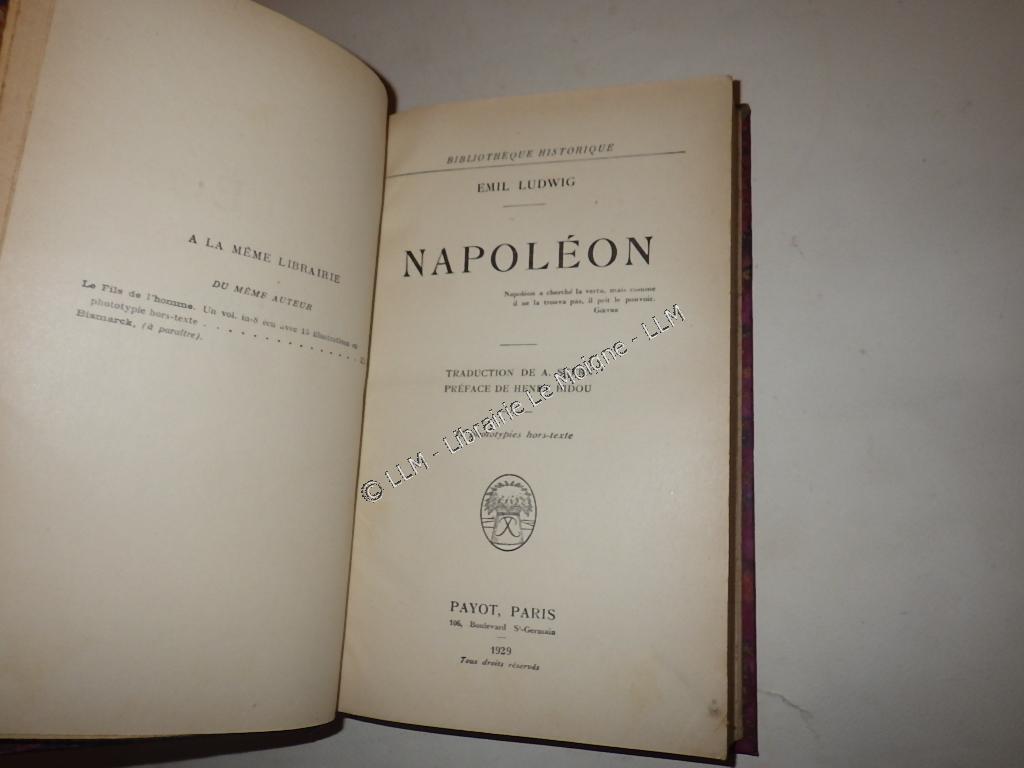 A LA MÊME LIBRAIRIE
DU MÊME AUTEUR
Le Fils de l'homme. Un vol. in-8 écu avec 15 illustrations en
phototypie hors-texte . . . . . . . . . . . .
Bismarck, (à paraître).
BIBLIOTHÈQUE HISTORIQUE
EMIL LUDWIG
NAPOLÉON
Napoléon a cherché la vertu, mais comme
il ne la trouva pas, il prit le pouvoir.
GŒTHE
TRADUCTION DE A.
PRÉFACE DE HENRY BIDOU
hors-texte
PAYOT, PARIS
106, Boulevard St-Germain
1929
Tous droits réservés
© LLM - Librairie Le Moigne - LLM